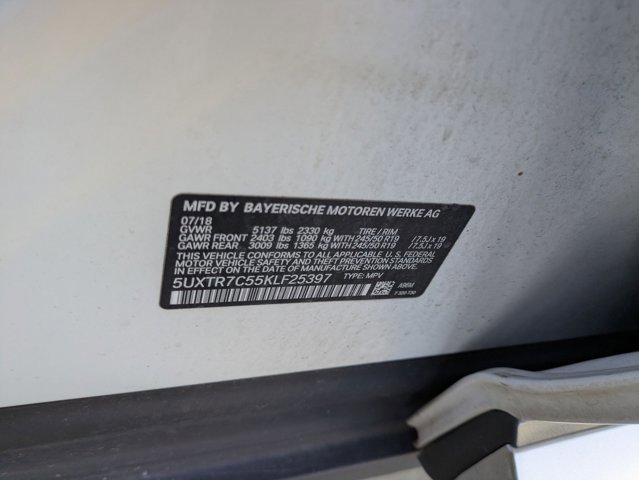 MFD BY BAYERISCHE MOTOREN WERKE AG
07/18
GVWR 5137 lbs 2330 kg TIRE / RIM
GAWR FRONT 2403 lbs 1090 kg WITH 245/50 R19 /7.5J x 19
GAWR REAR 3009 lbs 1365 kg WITH 245/50 R19 /7.5J x 19
THIS VEHICLE CONFORMS TO ALL APPLICABLE U.S. FEDERAL
MOTOR VEHICLE SAFETY AND THEFT PREVENTION STANDARDS
IN EFFECT ON THE DATE OF MANUFACTURE SHOWN ABOVE.
5UXTR7C55KLF25397 TYPE: MPV
A96M